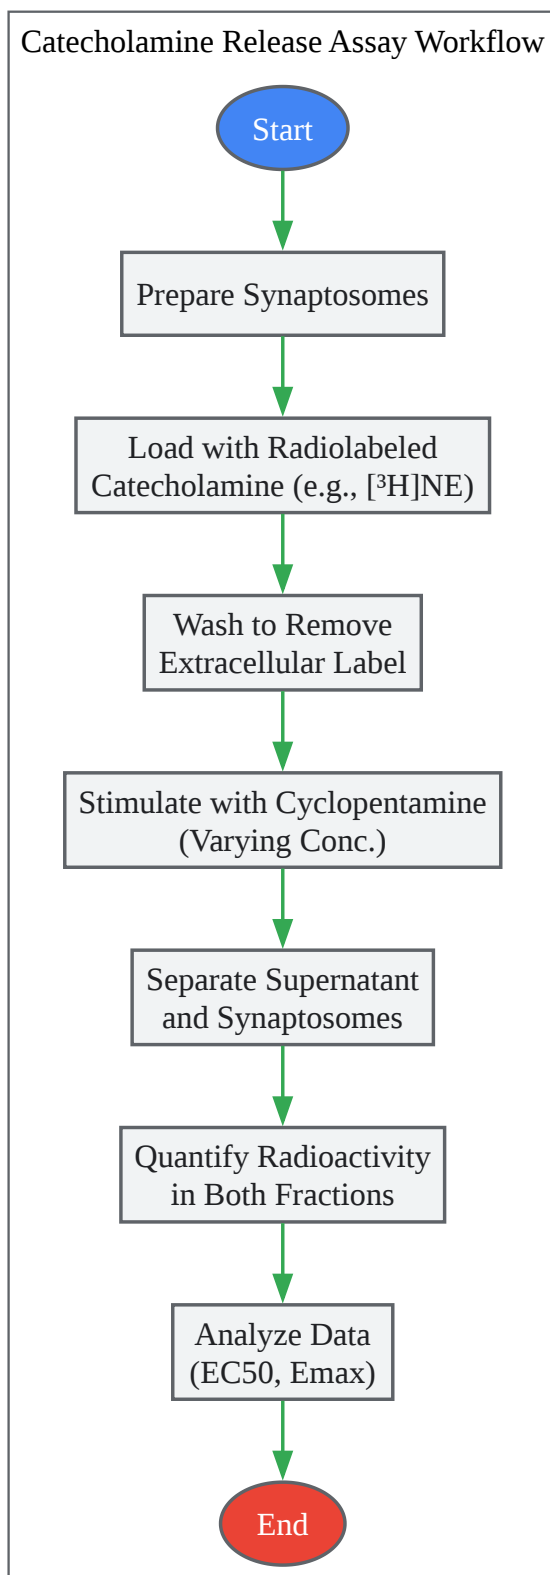 Catecholamine Release Assay Workflow
Start
Prepare Synaptosomes
Load with Radiolabeled
Catecholamine (e.g., [³H]NE)
Wash to Remove
Extracellular Label
Stimulate with Cyclopentamine
(Varying Conc.)
Separate Supernatant
and Synaptosomes
Quantify Radioactivity
in Both Fractions
Analyze Data
(EC50, Emax)
End